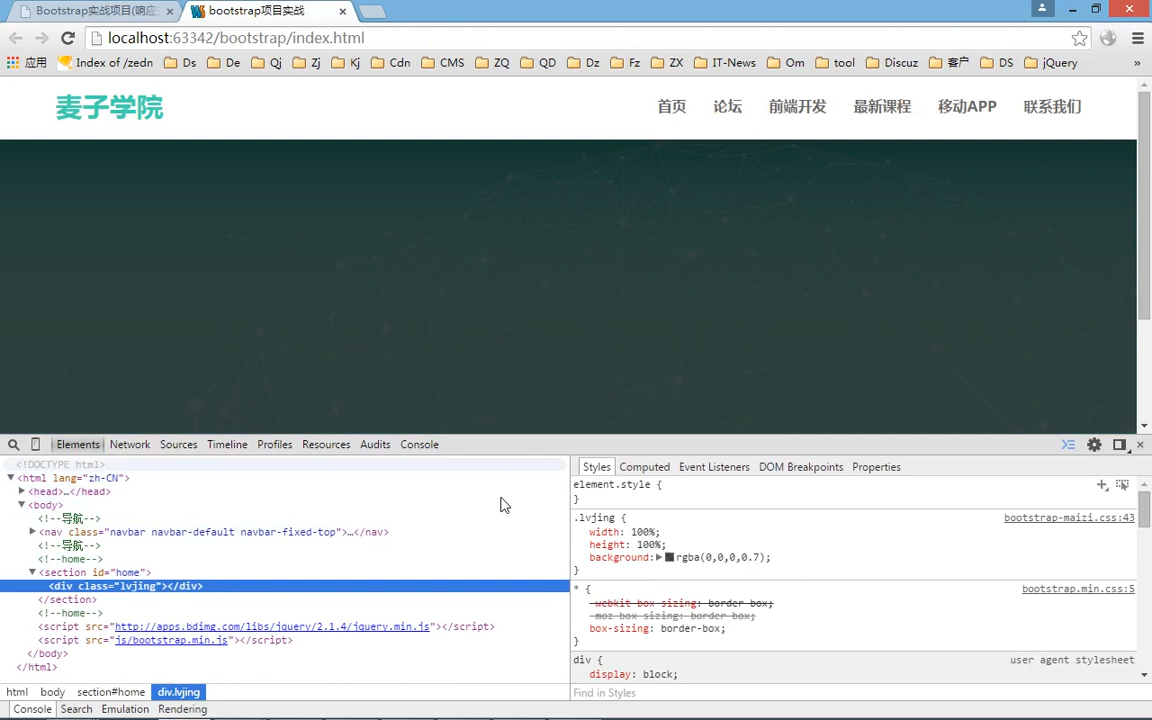 Bootstrap实战项目(响应
bootstrap项目实战
localhost:63342/bootstrap/index.html
应用 Index of /zedn Ds De Qj Zj Kj Cdn CMS ZQ QD Dz Fz ZX IT-News Om tool Discuz 客户 DS jQuery »
麦子学院 首页 论坛 前端开发 最新课程 移动APP 联系我们
Elements Network Sources Timeline Profiles Resources Audits Console
<!DOCTYPE html>
<html lang="zh-CN">
<head>…</head>
<body>
<!--导航-->
<nav class="navbar navbar-default navbar-fixed-top">…</nav>
<!--导航-->
<!--home-->
<section id="home">
<div class="lvjing"></div>
</section>
<!--home-->
<script src="http://apps.bdimg.com/libs/jquery/2.1.4/jquery.min.js"></script>
<script src="js/bootstrap.min.js"></script>
</body>
</html>
html body section#home div.lvjing
Styles Computed Event Listeners DOM Breakpoints Properties
element.style {
}
.lvjing { bootstrap-maizi.css:43
width: 100%;
height: 100%;
background: rgba(0,0,0,0.7);
}
* { bootstrap.min.css:5
-webkit-box-sizing: border-box;
-moz-box-sizing: border-box;
box-sizing: border-box;
}
div { user agent stylesheet
display: block;
Find in Styles
Console Search Emulation Rendering